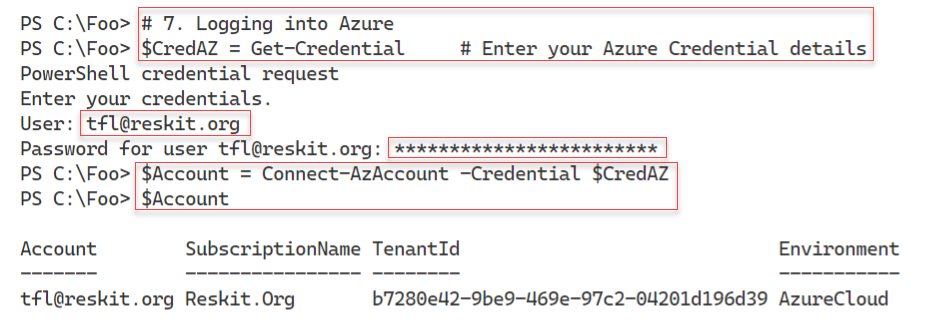 PS C:\Foo> # 7. Logging into Azure
PS C:\Foo> $CredAZ = Get-Credential     # Enter your Azure Credential details
PowerShell credential request
Enter your credentials.
User: tfl@reskit.org
Password for user tfl@reskit.org: ************************
PS C:\Foo> $Account = Connect-AzAccount -Credential $CredAZ
PS C:\Foo> $Account
Account        SubscriptionName TenantId                             Environment
-------        ---------------- --------                             -----------
tfl@reskit.org Reskit.Org       b7280e42-9be9-469e-97c2-04201d196d39 AzureCloud